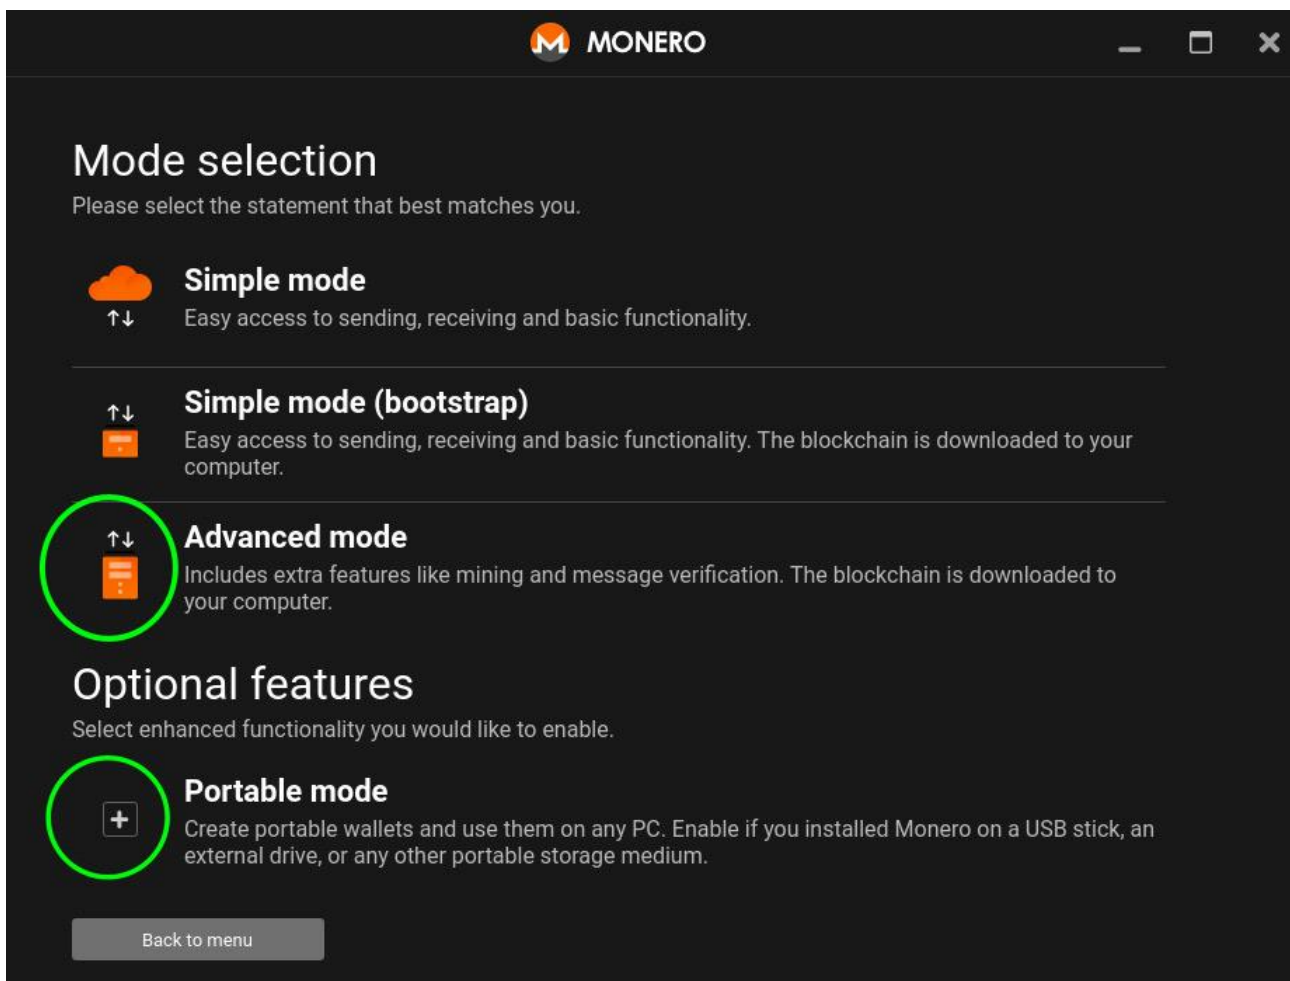 MONERO
Mode selection
Please select the statement that best matches you.
Simple mode
Easy access to sending, receiving and basic functionality.
Simple mode (bootstrap)
Easy access to sending, receiving and basic functionality. The blockchain is downloaded to your
computer.
Advanced mode
Includes extra features like mining and message verification. The blockchain is downloaded to
your computer.
Optional features
Select enhanced functionality you would like to enable.
Portable mode
Create portable wallets and use them on any PC. Enable if you installed Monero on a USB stick, an
external drive, or any other portable storage medium.
Back to menu